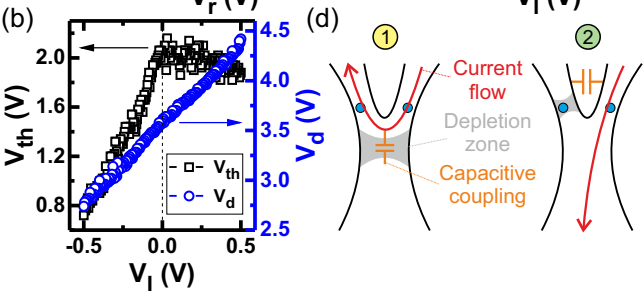 V_r (V)
V_l (V)
(b)
2.0
1.6
1.2
0.8
V_th (V)
4.5
4.0
3.5
3.0
2.5
V_d (V)
V_th
V_d
-0.5
0.0
0.5
V_l (V)
(d)
1
2
Current
flow
Depletion
zone
Capacitive
coupling